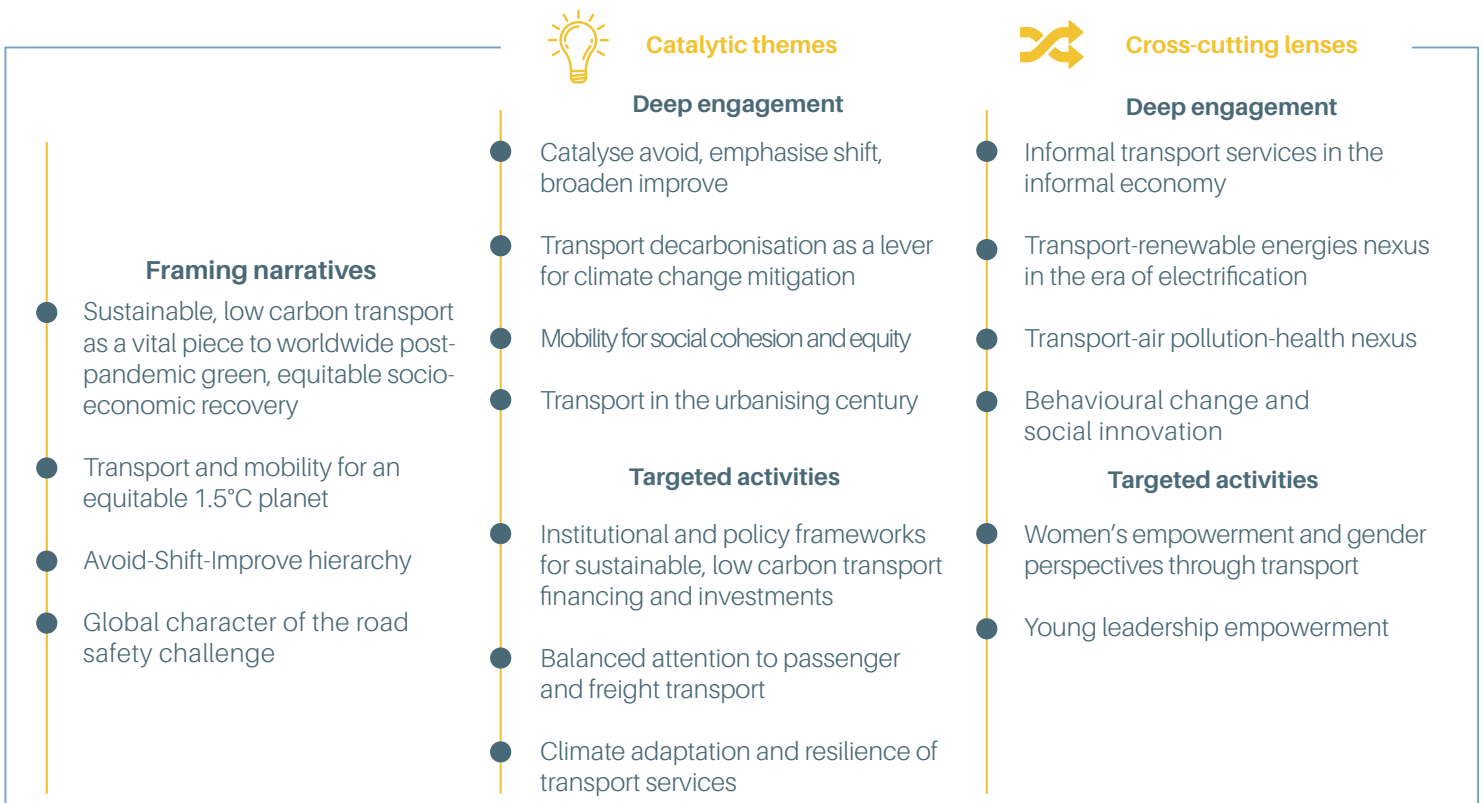 Framing narratives
Sustainable, low carbon transport
as a vital piece to worldwide post-
pandemic green, equitable socio-
economic recovery
Transport and mobility for an
equitable 1.5°C planet
Avoid-Shift-Improve hierarchy
Global character of the road
safety challenge
Catalytic themes
Deep engagement
Catalyse avoid, emphasise shift,
broaden improve
Transport decarbonisation as a lever
for climate change mitigation
Mobility for social cohesion and equity
Transport in the urbanising century
Targeted activities
Institutional and policy frameworks
for sustainable, low carbon transport
financing and investments
Balanced attention to passenger
and freight transport
Climate adaptation and resilience of
transport services
Cross-cutting lenses
Deep engagement
Informal transport services in the
informal economy
Transport-renewable energies nexus
in the era of electrification
Transport-air pollution-health nexus
Behavioural change and
social innovation
Targeted activities
Women's empowerment and gender
perspectives through transport
Young leadership empowerment